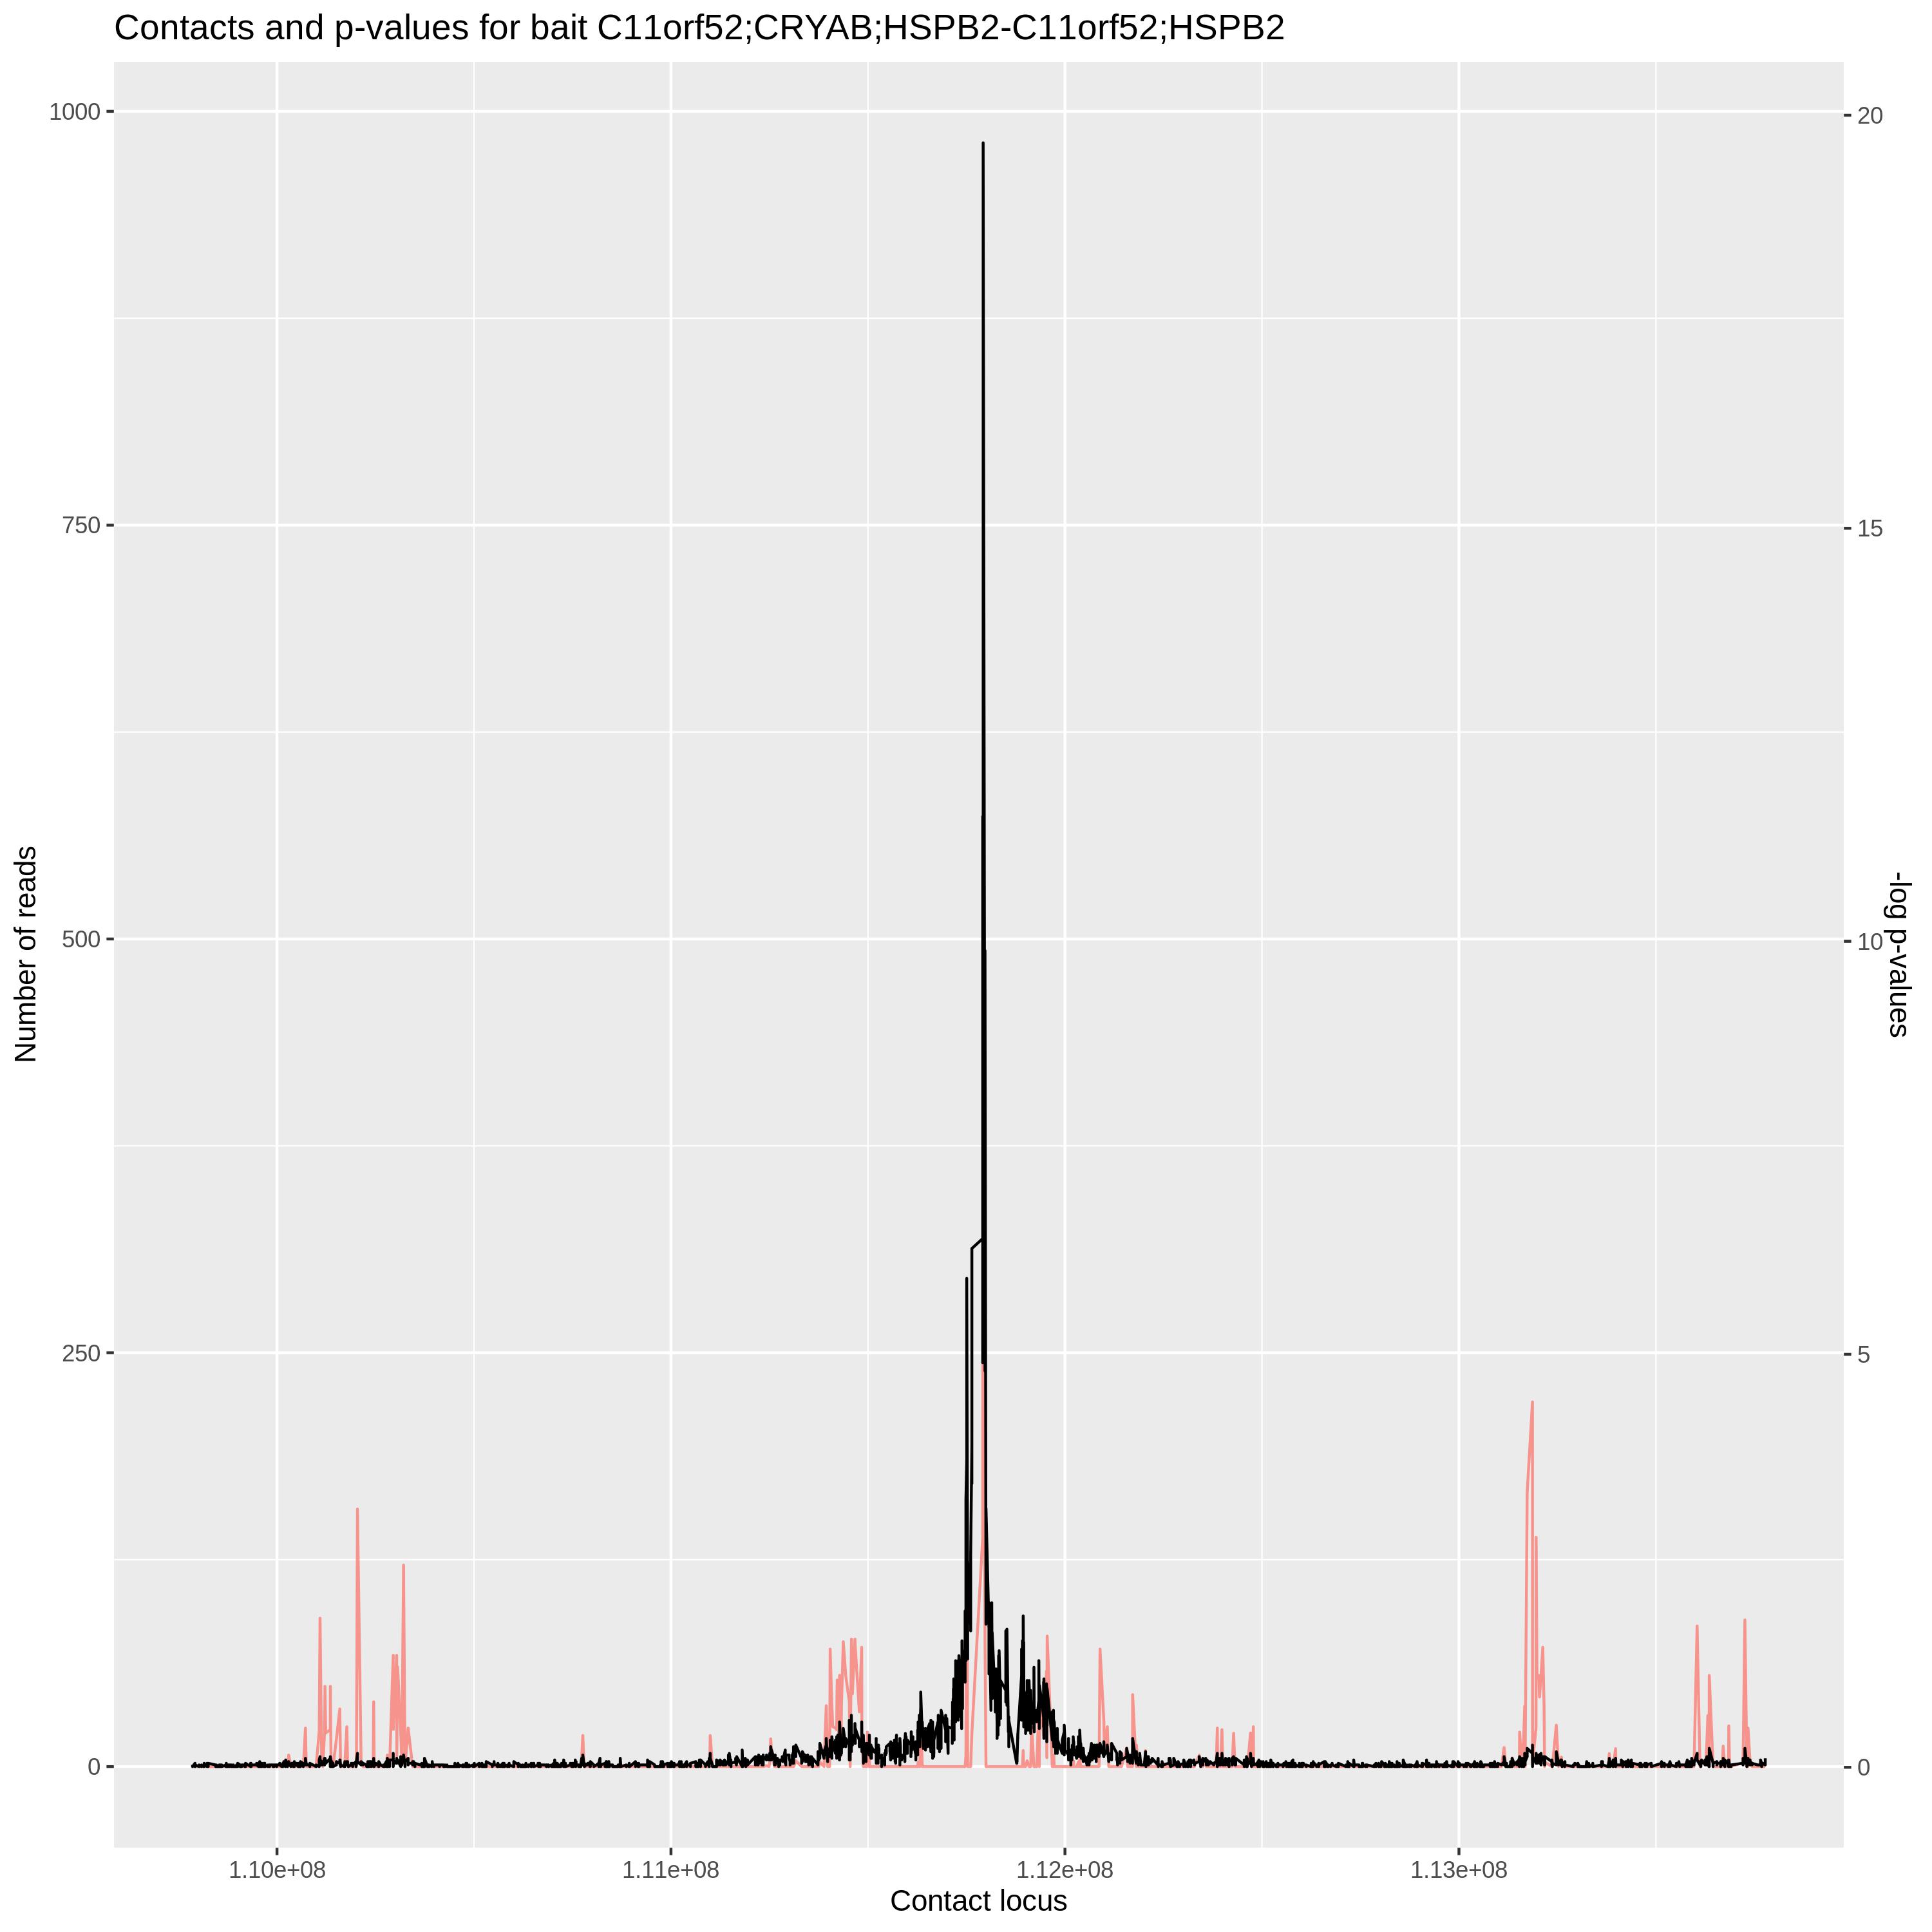 Contacts and p-values for bait C11orf52;CRYAB;HSPB2-C11orf52;HSPB2
1000
750
500
250
0
Number of reads
20
15
10
5
0
-log p-values
1.10e+08
1.11e+08
1.12e+08
1.13e+08
Contact locus